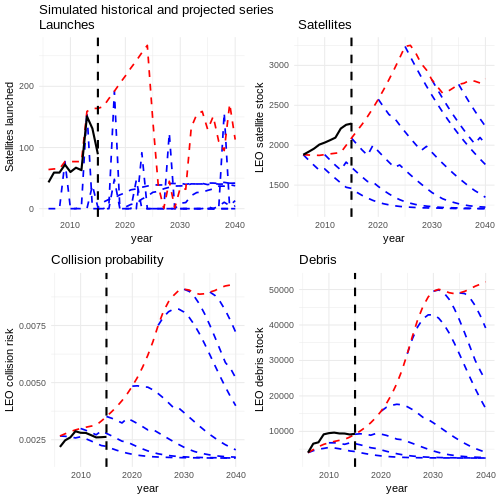 Simulated historical and projected series
Launches
Satellites launched
0
100
200
2010
2020
2030
2040
year
Satellites
LEO satellite stock
1500
2000
2500
3000
2010
2020
2030
2040
year
Collision probability
LEO collision risk
0.0025
0.0050
0.0075
2010
2020
2030
2040
year
Debris
LEO debris stock
10000
20000
30000
40000
50000
2010
2020
2030
2040
year